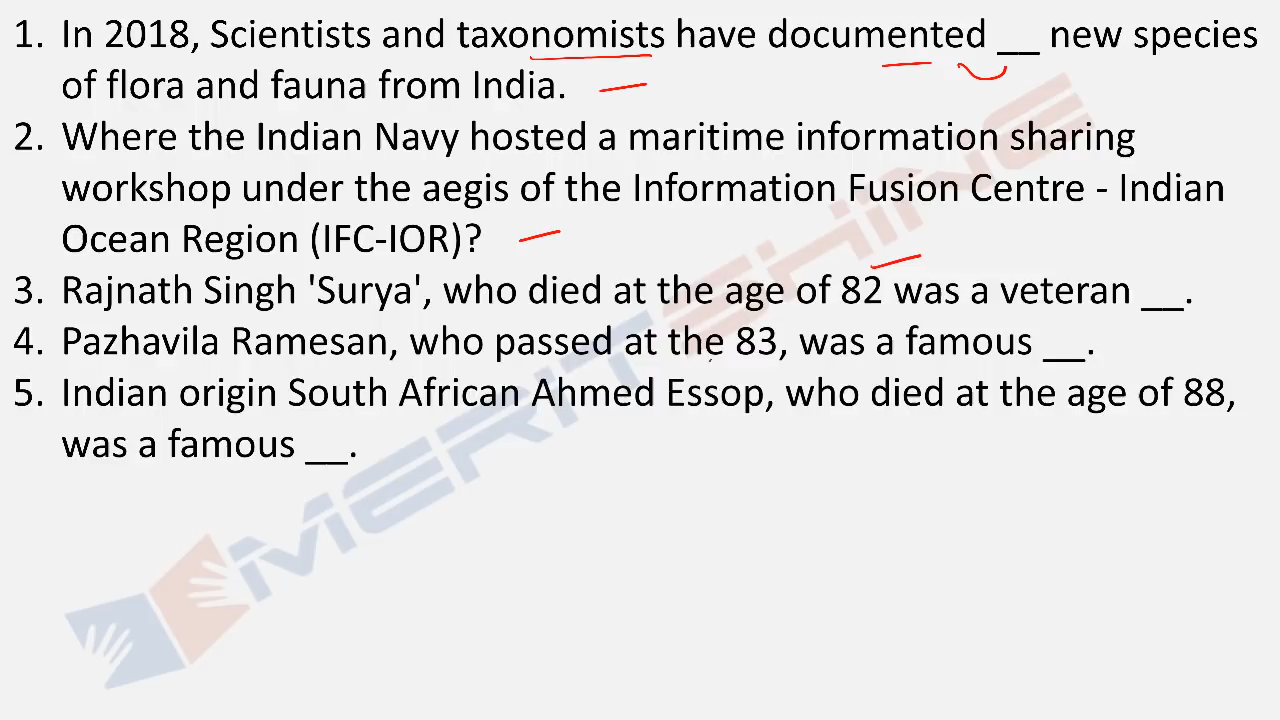 1. In 2018, Scientists and taxonomists have documented __ new species
of flora and fauna from India.
2. Where the Indian Navy hosted a maritime information sharing
workshop under the aegis of the Information Fusion Centre - Indian
Ocean Region (IFC-IOR)?
3. Rajnath Singh 'Surya', who died at the age of 82 was a veteran __.
4. Pazhavila Ramesan, who passed at the 83, was a famous __.
5. Indian origin South African Ahmed Essop, who died at the age of 88,
was a famous __.
MERITSHINE